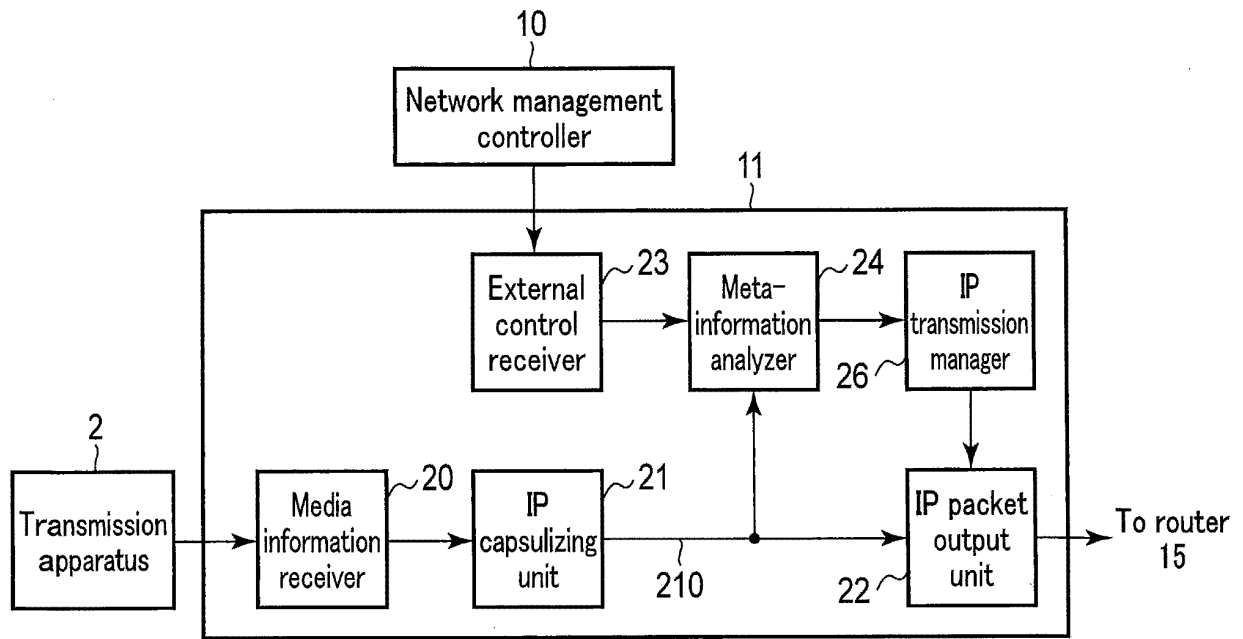 10
Network management
controller
11
External
control
receiver
23
Meta-
information
analyzer
24
IP
transmission
manager
26
2
Transmission
apparatus
Media
information
receiver
20
IP
capsulizing
unit
21
210
IP packet
output
unit
22
To router
15